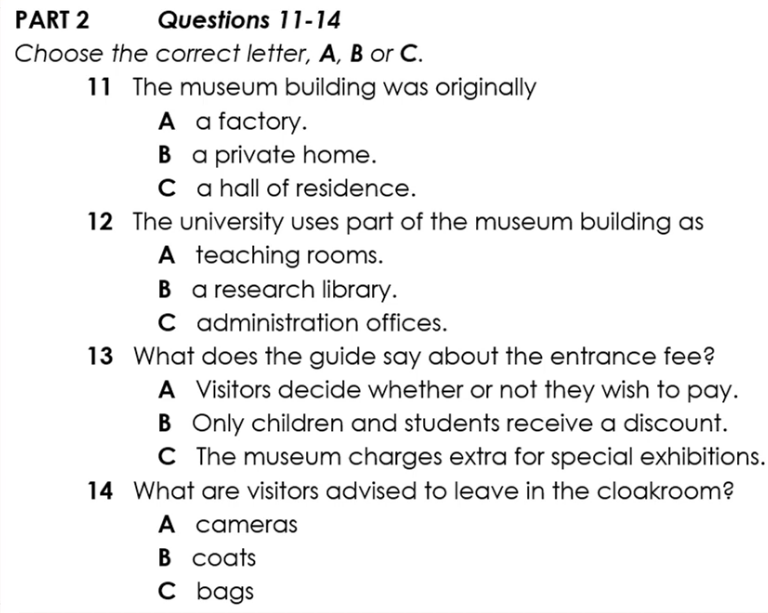 PART 2 Questions 11-14
Choose the correct letter, A, B or C.
11 The museum building was originally
A a factory.
B a private home.
C a hall of residence.
12 The university uses part of the museum building as
A teaching rooms.
B a research library.
C administration offices.
13 What does the guide say about the entrance fee?
A Visitors decide whether or not they wish to pay.
B Only children and students receive a discount.
C The museum charges extra for special exhibitions.
14 What are visitors advised to leave in the cloakroom?
A cameras
B coats
C bags